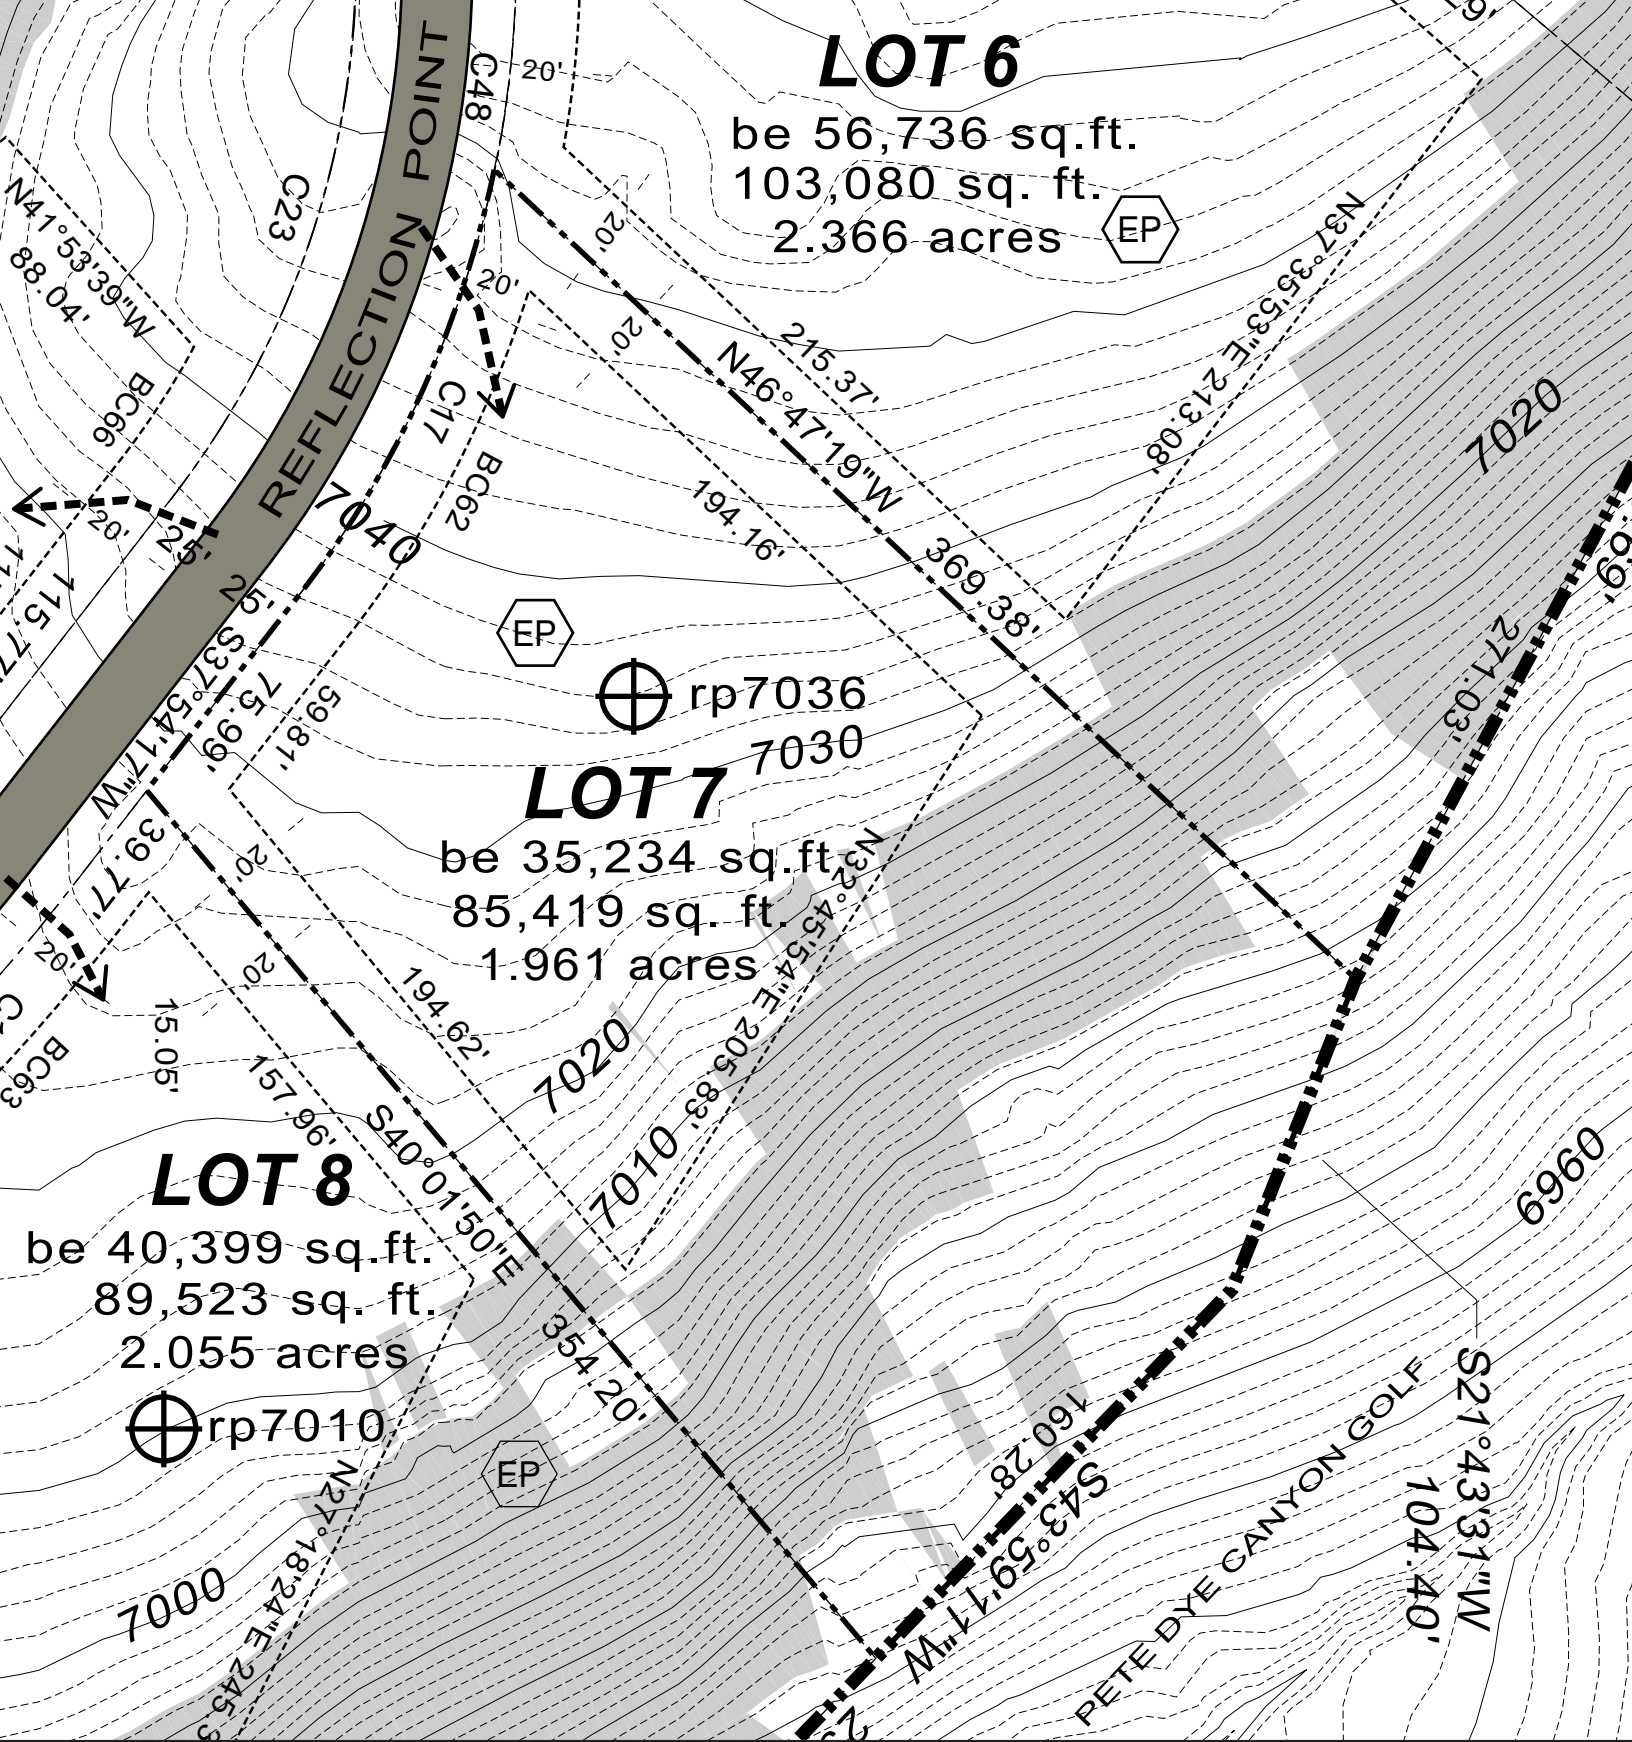 9'
REFLECTION POINT
C48
20'
LOT 6
be 56,736 sq.ft.
103,080 sq. ft.
2.366 acres
EP
N41°53'39"W
88.04'
C23
20'
20'
20'
N37°35'53"E 213.08'
215.37'
N46°47'19"W
369.38'
BC66
C17
BC62
194.16'
7020
7040
20'
25'
25'
115.77'
S37°54'17"W
75.99'
59.81'
EP
rp7036
7030
271.03'
69'
LOT 7
be 35,234 sq.ft.
85,419 sq. ft.
1.961 acres
N32°45'54"E 205.83'
39.77'
20'
20'
20'
194.62'
15.05'
BC63
157.96'
7020
7010
S40°01'50"E
354.20'
6960
LOT 8
be 40,399 sq.ft.
89,523 sq. ft.
2.055 acres
rp7010
EP
N27°18'24"E 245.3
7000
160.28'
S43°59'11"W
PETE DYE CANYON GOLF
S21°43'31"W
104.40'